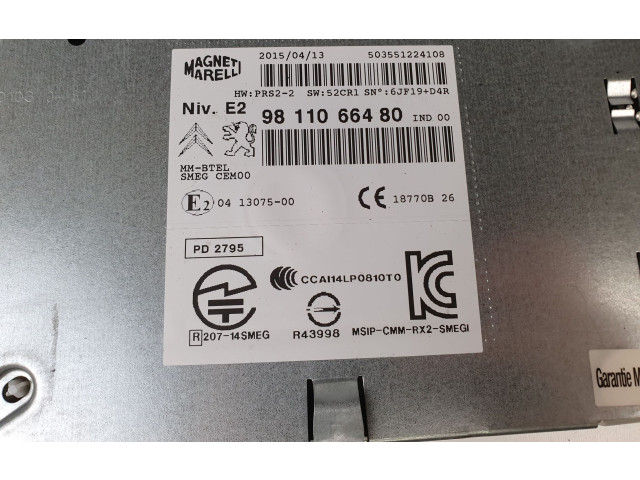 MAGNETI MARELLI
2015/04/13 503551224108
HW:PRS2-2 SW:52CR1 SN°:6JF19+D4R
Niv. E2 98 110 664 80 IND 00
MM-BTEL
SMEG CEM00
E2 04 13075-00 CE 18770B 26
PD 2795
CCAI14LP0810T0
R 207-14SMEG R43998 MSIP-CMM-RX2-SMEGI
Garantie M